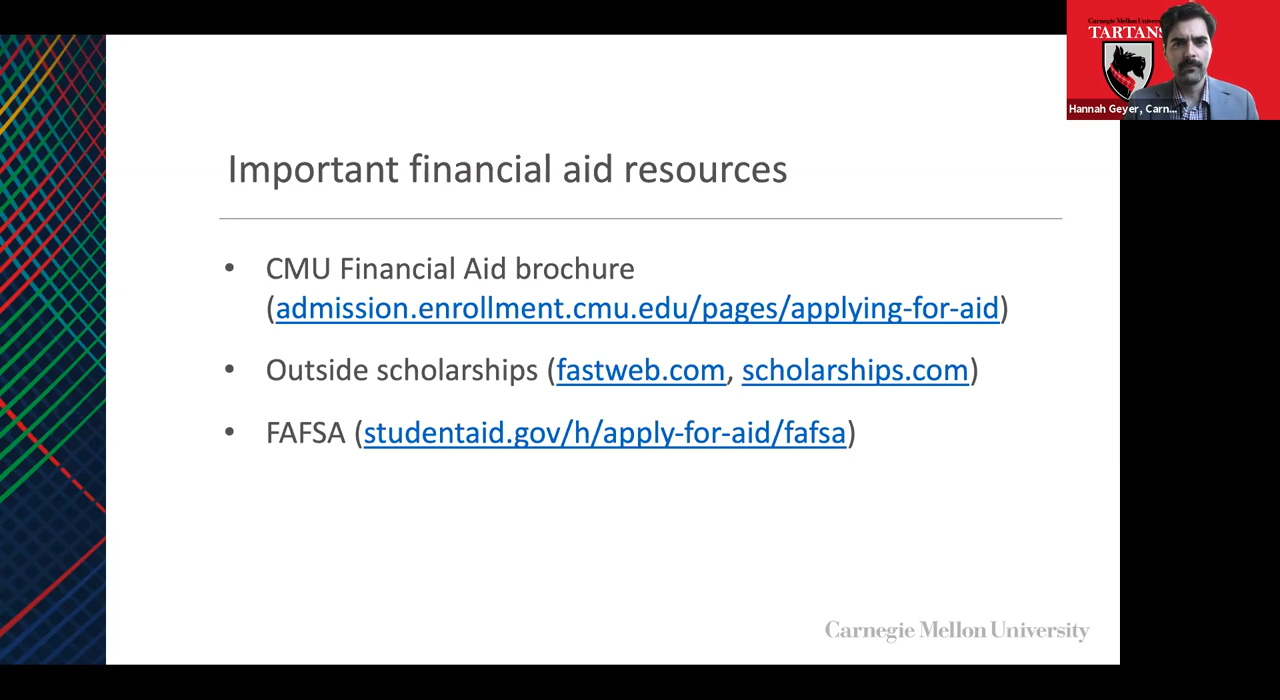 Carnegie Mellon University
TARTANS
Hannah Geyer, Carn...
Important financial aid resources
• CMU Financial Aid brochure
(admission.enrollment.cmu.edu/pages/applying-for-aid)
• Outside scholarships (fastweb.com, scholarships.com)
• FAFSA (studentaid.gov/h/apply-for-aid/fafsa)
Carnegie Mellon University